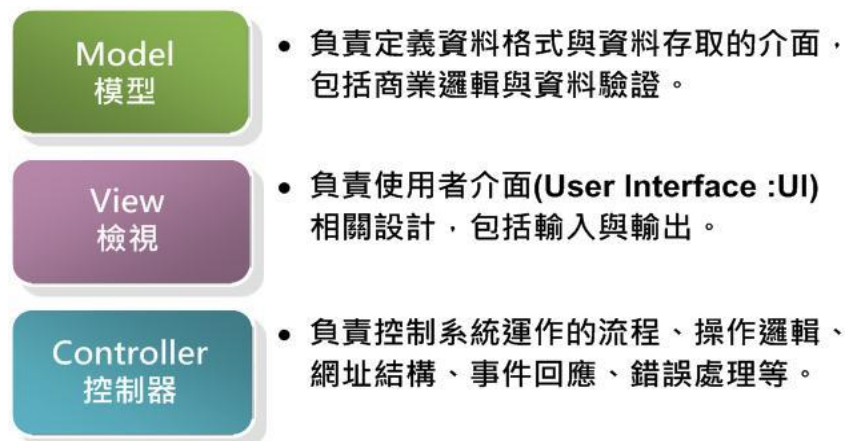 Model
模型
• 負責定義資料格式與資料存取的介面，
包括商業邏輯與資料驗證。
View
檢視
• 負責使用者介面(User Interface :UI)
相關設計，包括輸入與輸出。
Controller
控制器
• 負責控制系統運作的流程、操作邏輯、
網址結構、事件回應、錯誤處理等。